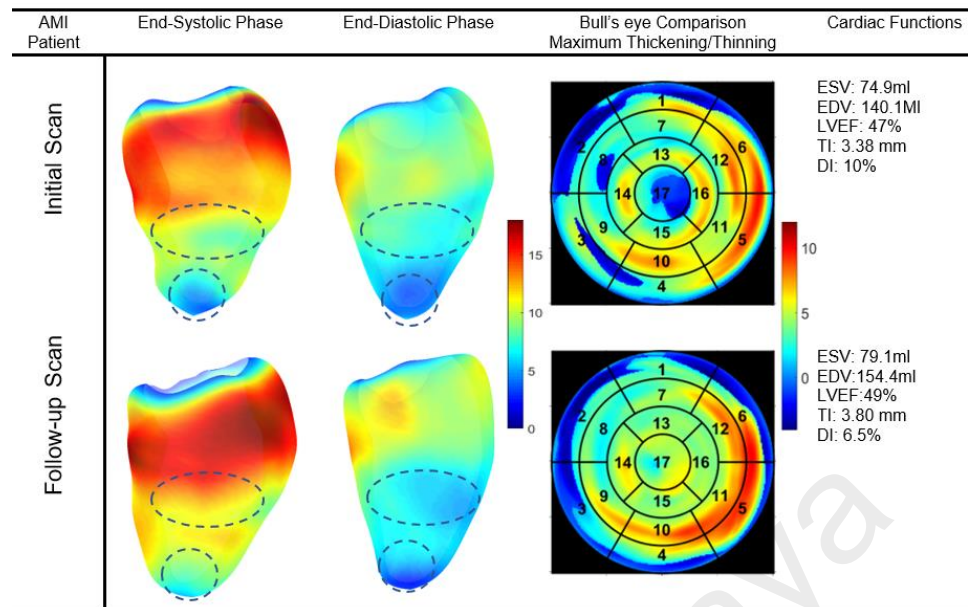 AMI Patient
End-Systolic Phase
End-Diastolic Phase
Bull's eye Comparison
Maximum Thickening/Thinning
Cardiac Functions
Initial Scan
15
10
5
0
1
2
3
4
5
6
7
8
9
10
11
12
13
14
15
16
17
10
5
0
ESV: 74.9ml
EDV: 140.1Ml
LVEF: 47%
TI: 3.38 mm
DI: 10%
Follow-up Scan
1
2
3
4
5
6
7
8
9
10
11
12
13
14
15
16
17
ESV: 79.1ml
EDV:154.4ml
LVEF:49%
TI: 3.80 mm
DI: 6.5%